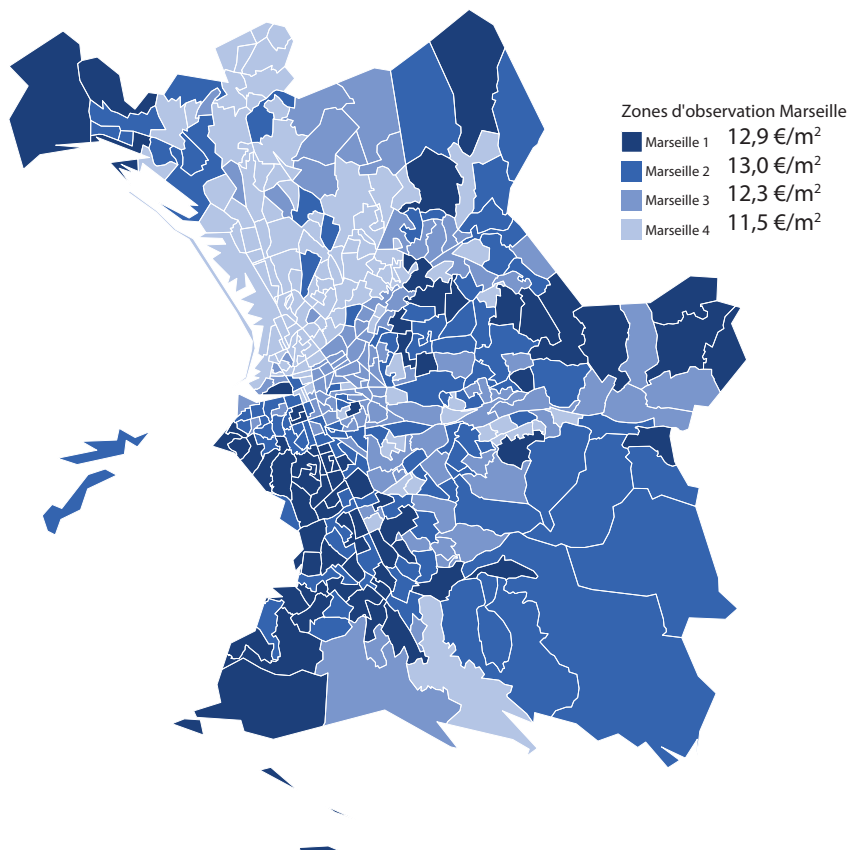 Zones d'observation Marseille
Marseille 1 12,9 €/m²
Marseille 2 13,0 €/m²
Marseille 3 12,3 €/m²
Marseille 4 11,5 €/m²